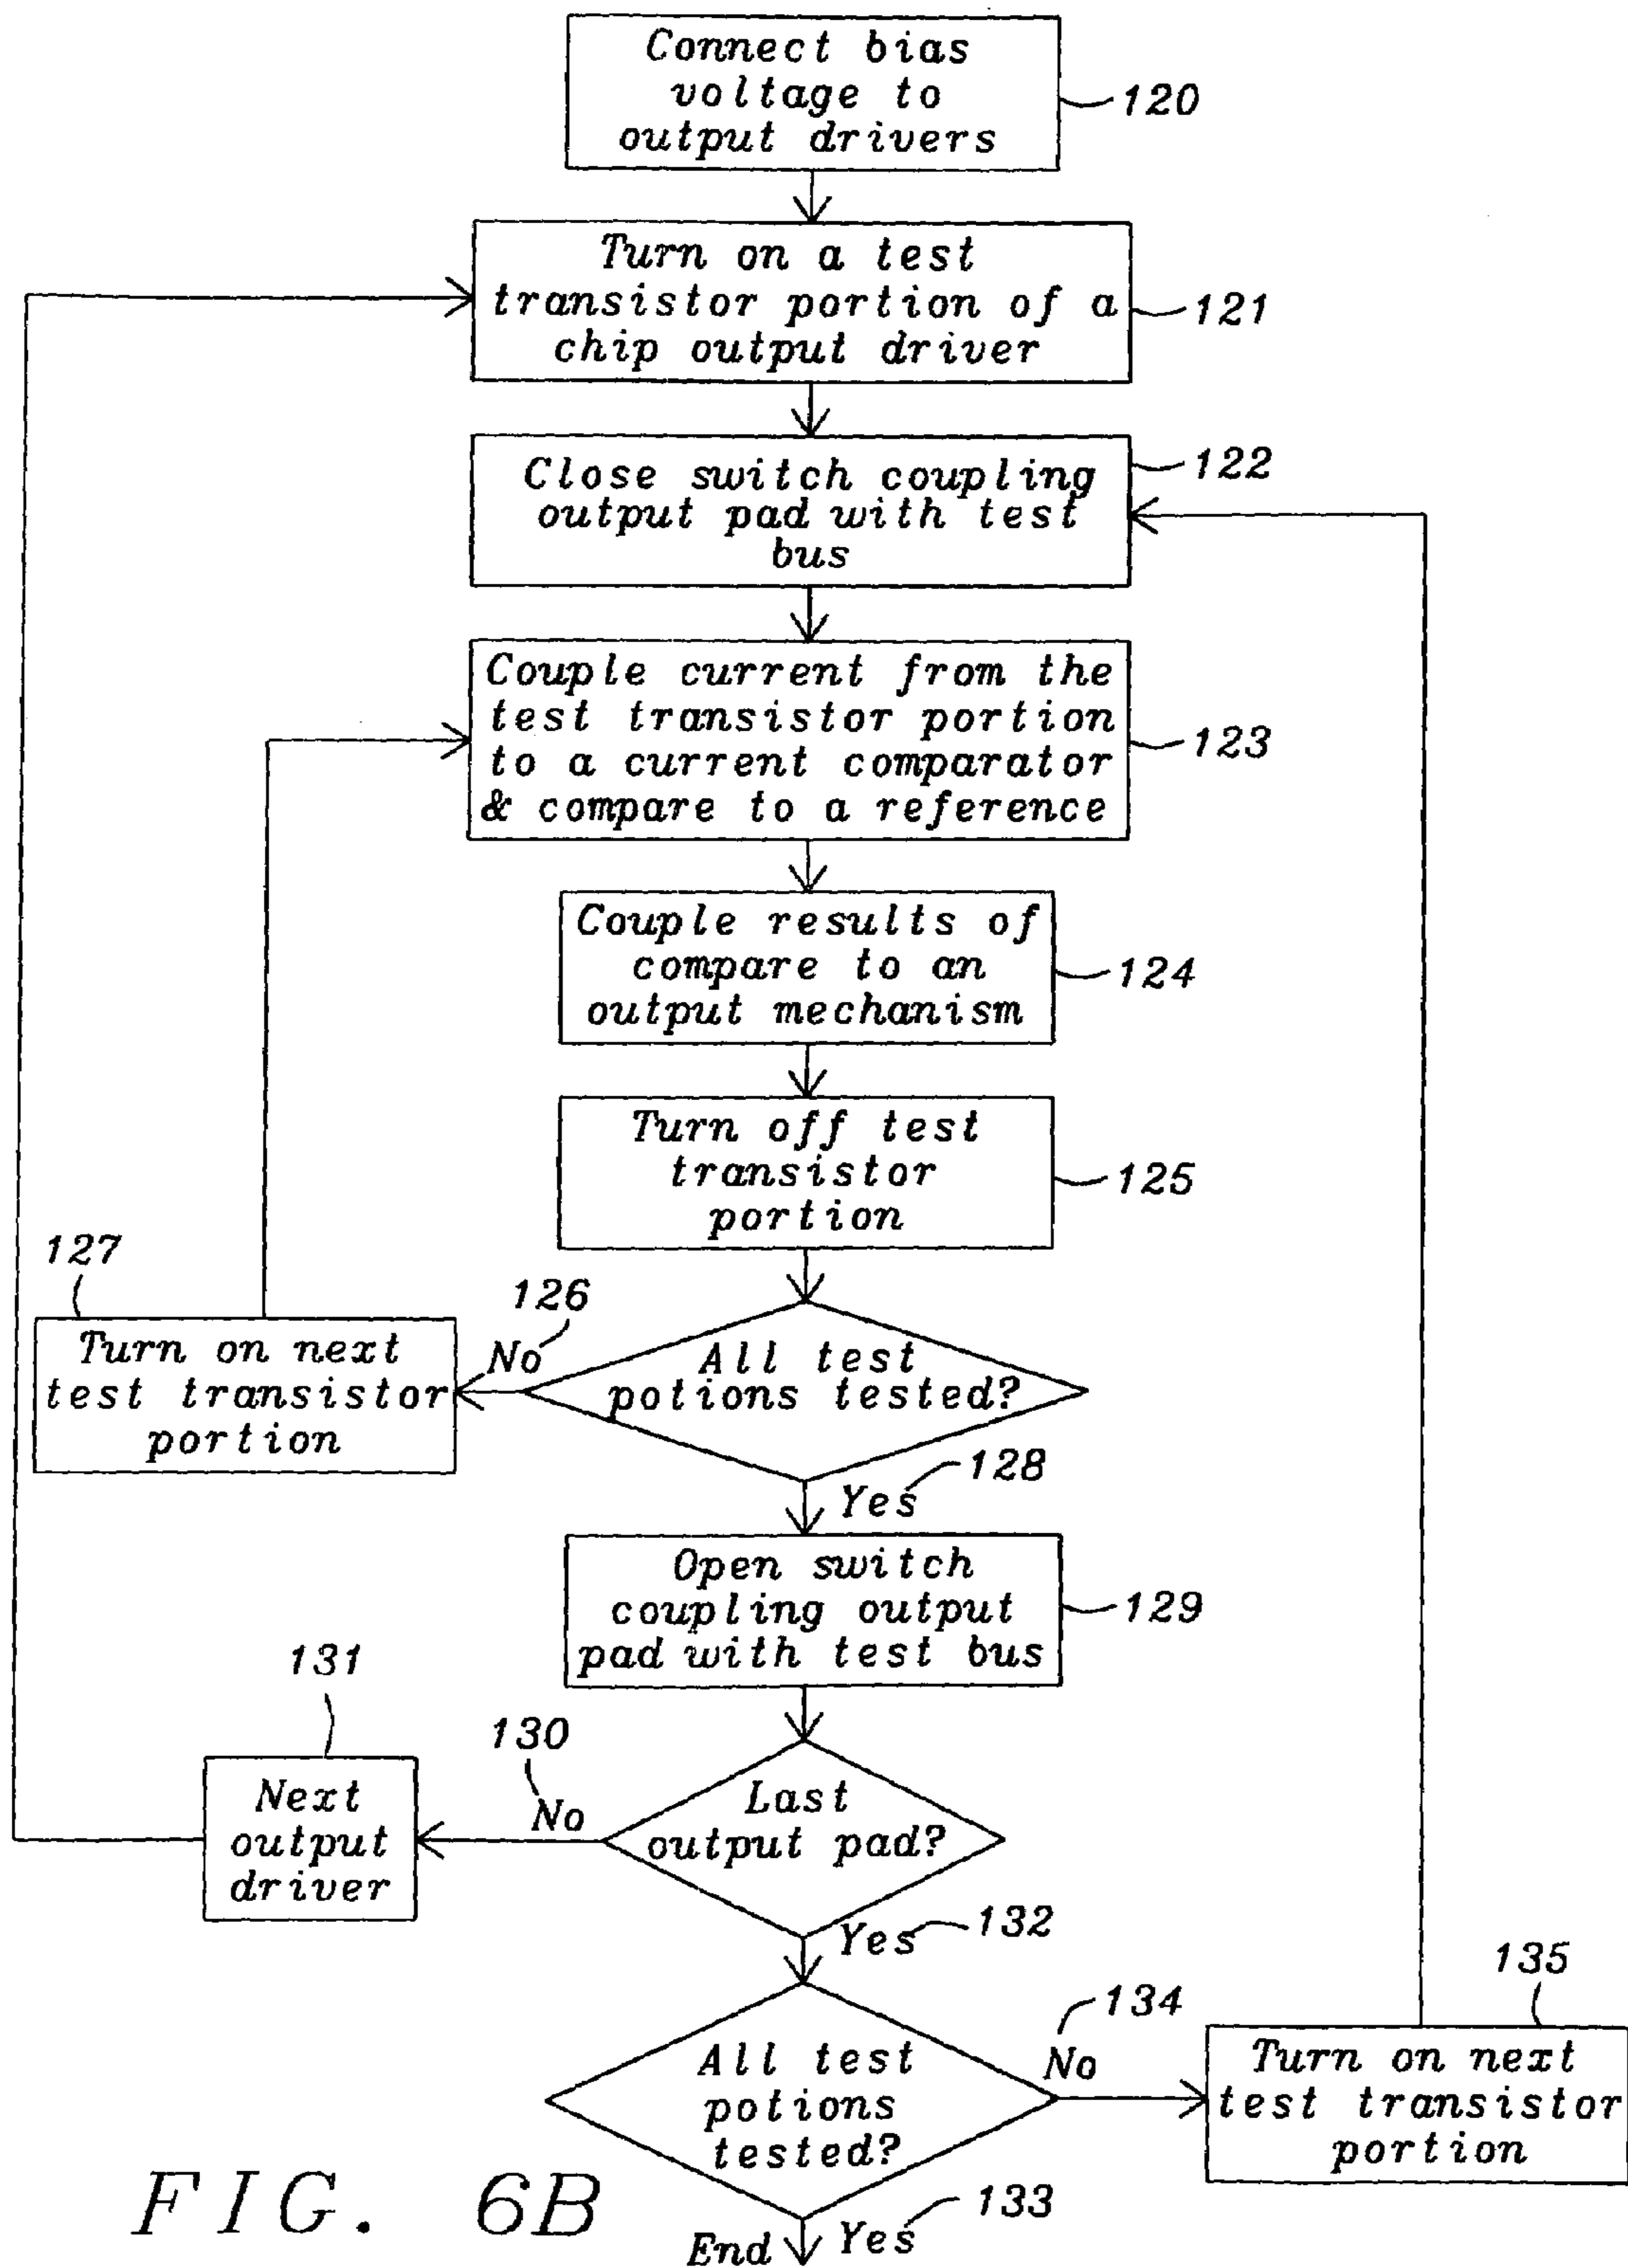 Connect bias
voltage to
output drivers
120
Turn on a test
transistor portion of a
chip output driver
121
Close switch coupling
output pad with test
bus
122
Couple current from the
test transistor portion
to a current comparator
& compare to a reference
123
Couple results of
compare to an
output mechanism
124
Turn off test
transistor
portion
125
127
126
Turn on next
test transistor
portion
No
All test
potions tested?
128
Yes
Open switch
coupling output
pad with test bus
129
131
130
Next
output
driver
No
Last
output pad?
132
Yes
135
134
All test
potions
tested?
No
Turn on next
test transistor
portion
133
Yes
End
FIG. 6B